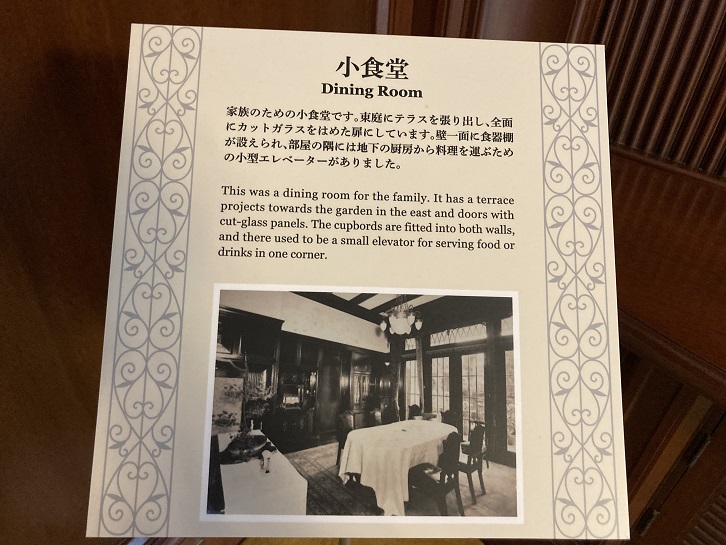 小食堂
Dining Room
家族のための小食堂です。東庭にテラスを張り出し、全面
にカットガラスをはめた扉にしています。壁一面に食器棚
が設えられ、部屋の隅には地下の厨房から料理を運ぶため
の小型エレベーターがありました。
This was a dining room for the family. It has a terrace
projects towards the garden in the east and doors with
cut-glass panels. The cupbords are fitted into both walls,
and there used to be a small elevator for serving food or
drinks in one corner.